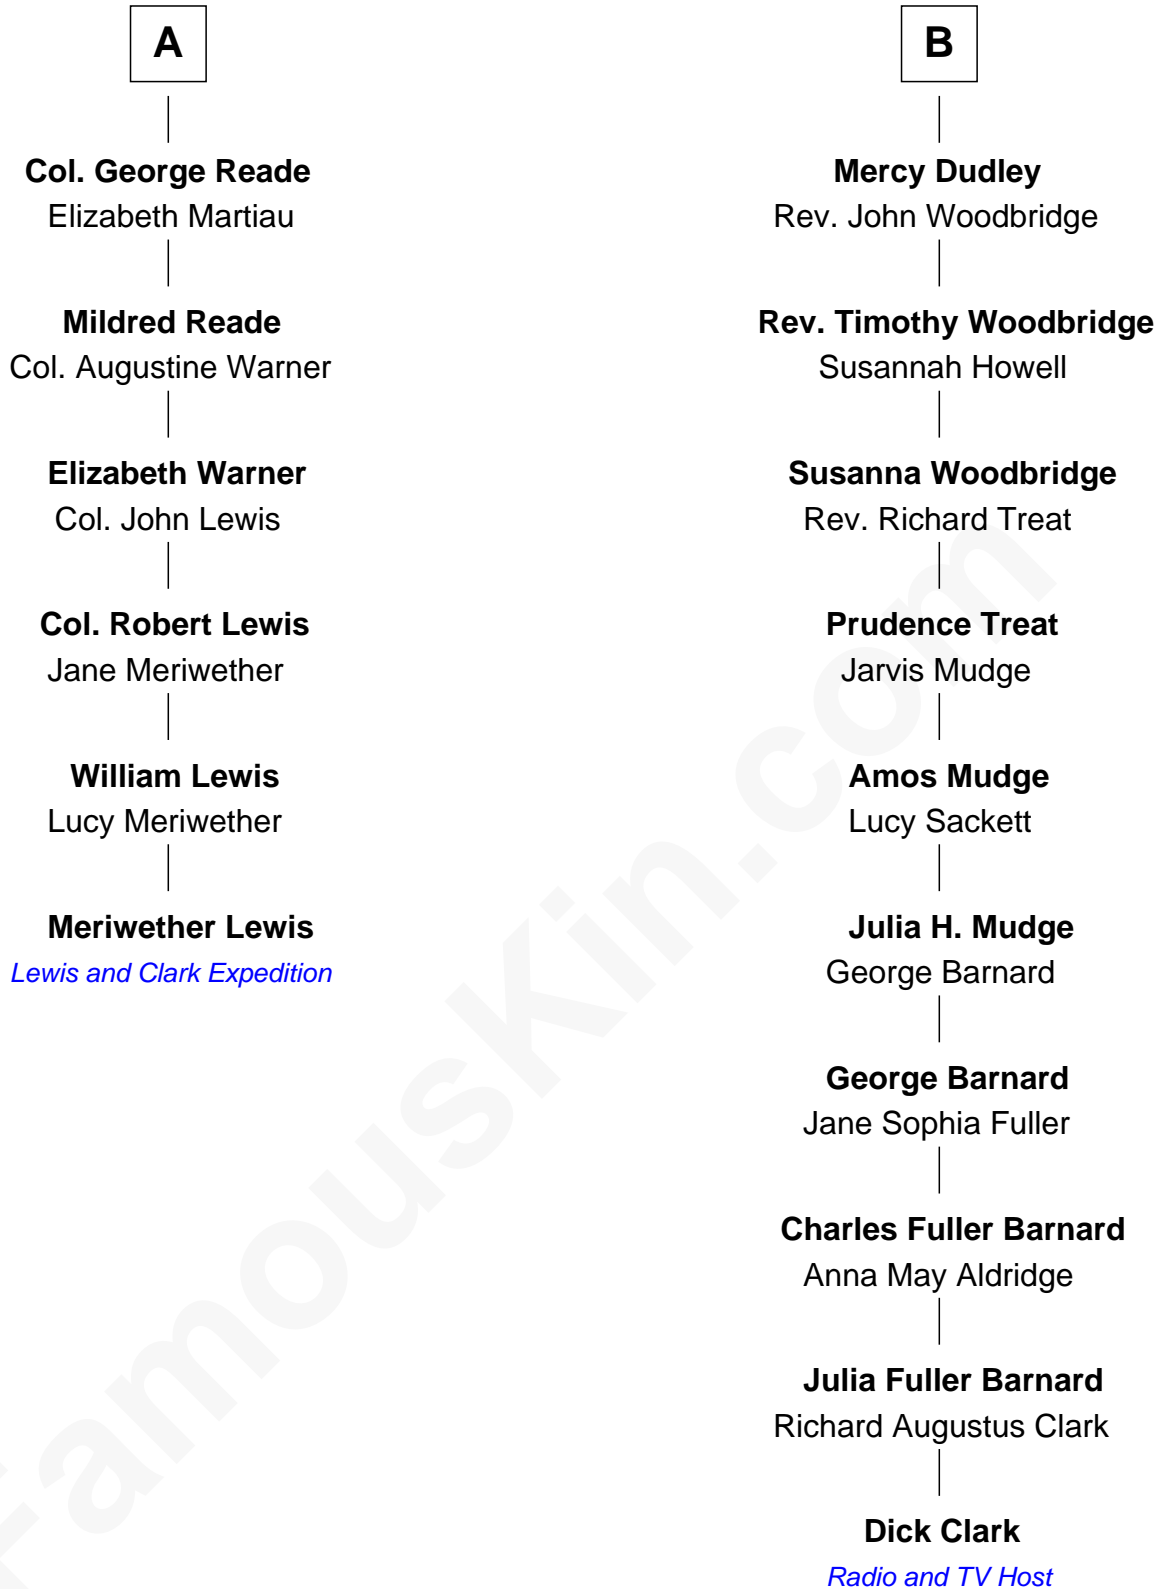 A
Col. George Reade
Elizabeth Martiau
Mildred Reade
Col. Augustine Warner
Elizabeth Warner
Col. John Lewis
Col. Robert Lewis
Jane Meriwether
William Lewis
Lucy Meriwether
Meriwether Lewis
Lewis and Clark Expedition
B
Mercy Dudley
Rev. John Woodbridge
Rev. Timothy Woodbridge
Susannah Howell
Susanna Woodbridge
Rev. Richard Treat
Prudence Treat
Jarvis Mudge
Amos Mudge
Lucy Sackett
Julia H. Mudge
George Barnard
George Barnard
Jane Sophia Fuller
Charles Fuller Barnard
Anna May Aldridge
Julia Fuller Barnard
Richard Augustus Clark
Dick Clark
Radio and TV Host
FamousKin.com